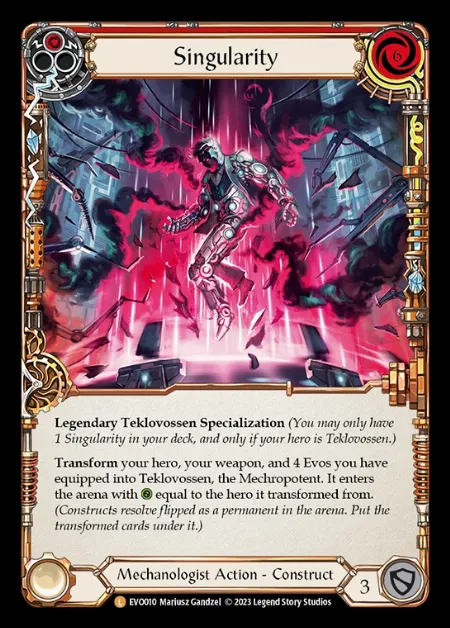 Singularity
6
Legendary Teklovossen Specialization (You may only have
1 Singularity in your deck, and only if your hero is Teklovossen.)
Transform your hero, your weapon, and 4 Evos you have
equipped into Teklovossen, the Mechropotent. It enters
the arena with equal to the hero it transformed from.
(Constructs resolve flipped as a permanent in the arena. Put the
transformed cards under it.)
Mechanologist Action - Construct
3
L EVO010 Mariusz Gandzel © 2023 Legend Story Studios